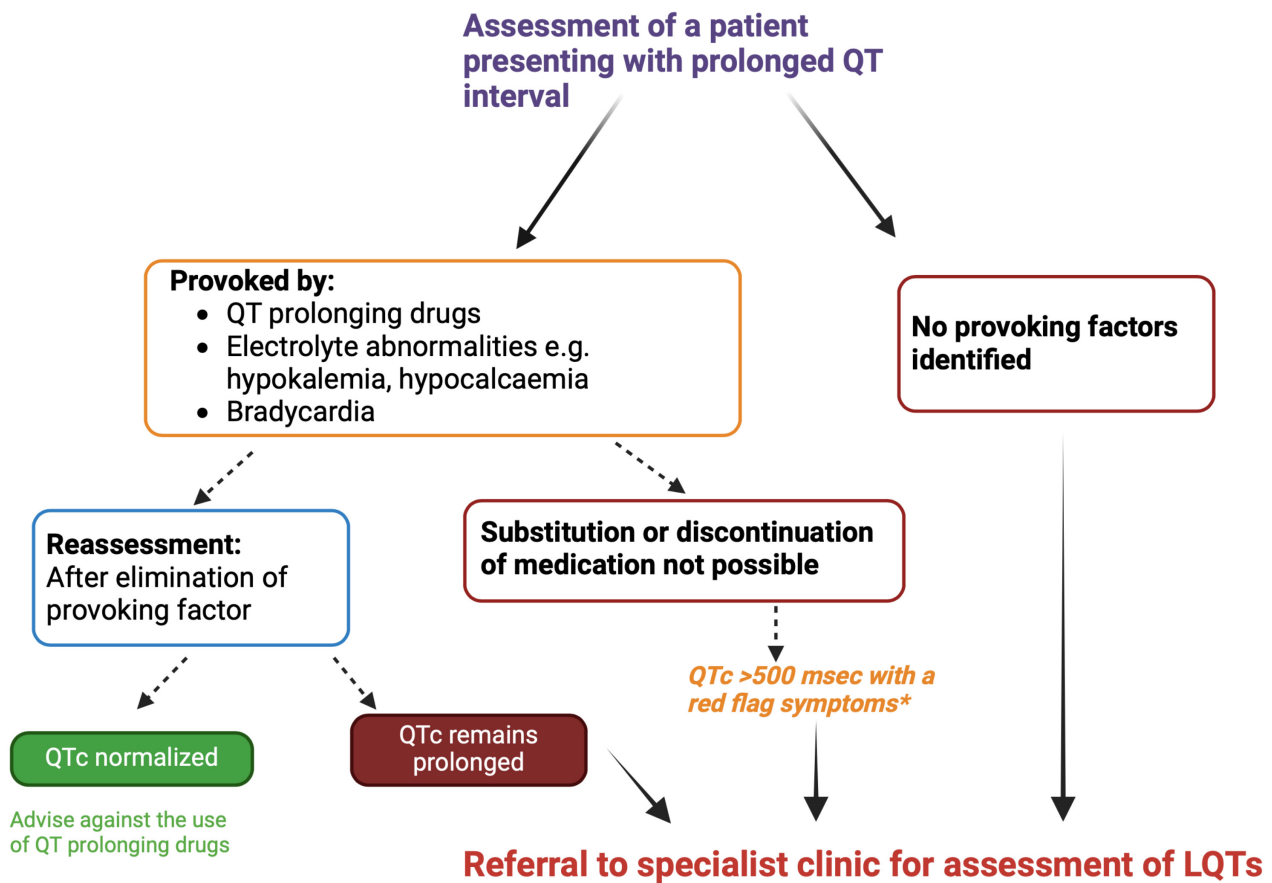 Assessment of a patient
presenting with prolonged QT
interval
Provoked by:
• QT prolonging drugs
• Electrolyte abnormalities e.g.
hypokalemia, hypocalcaemia
• Bradycardia
No provoking factors
identified
Reassessment:
After elimination of
provoking factor
Substitution or discontinuation
of medication not possible
QTc >500 msec with a
red flag symptoms*
QTc normalized
QTc remains
prolonged
Advise against the use
of QT prolonging drugs
Referral to specialist clinic for assessment of LQTs